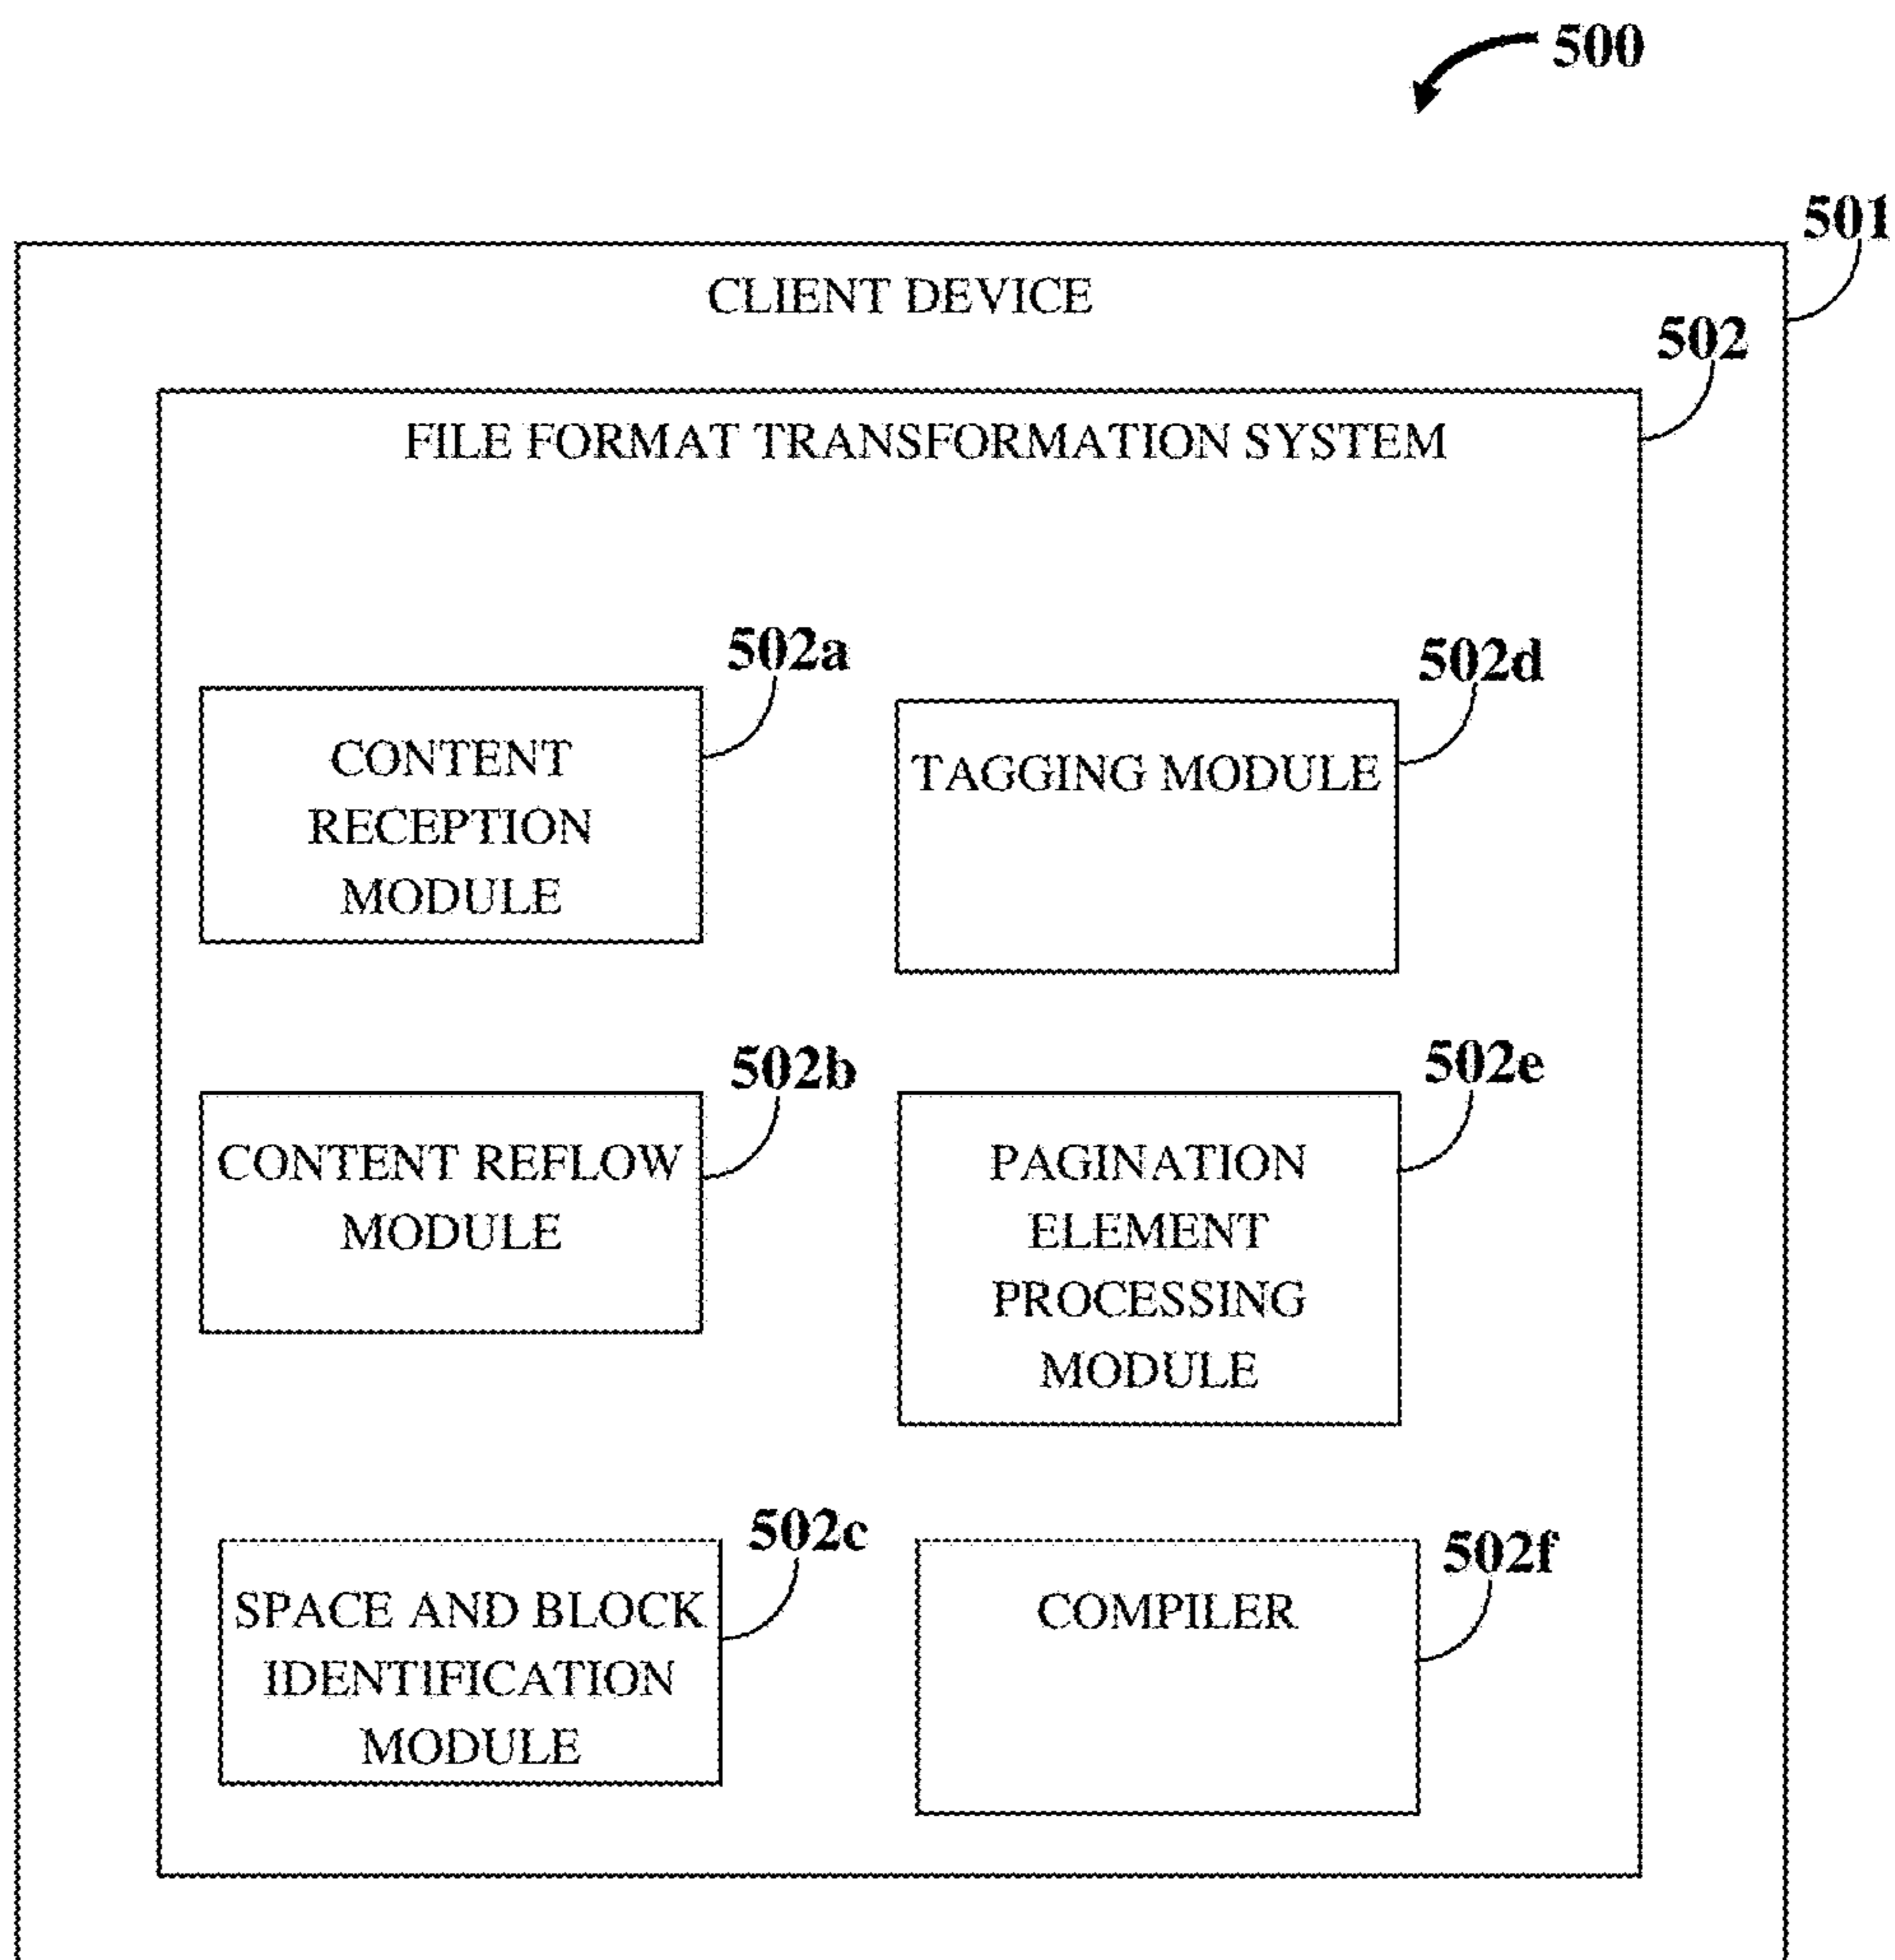 500
501
CLIENT DEVICE
502
FILE FORMAT TRANSFORMATION SYSTEM
502a
CONTENT
RECEPTION
MODULE
502d
TAGGING MODULE
502b
CONTENT REFLOW
MODULE
502e
PAGINATION
ELEMENT
PROCESSING
MODULE
502c
SPACE AND BLOCK
IDENTIFICATION
MODULE
502f
COMPILER